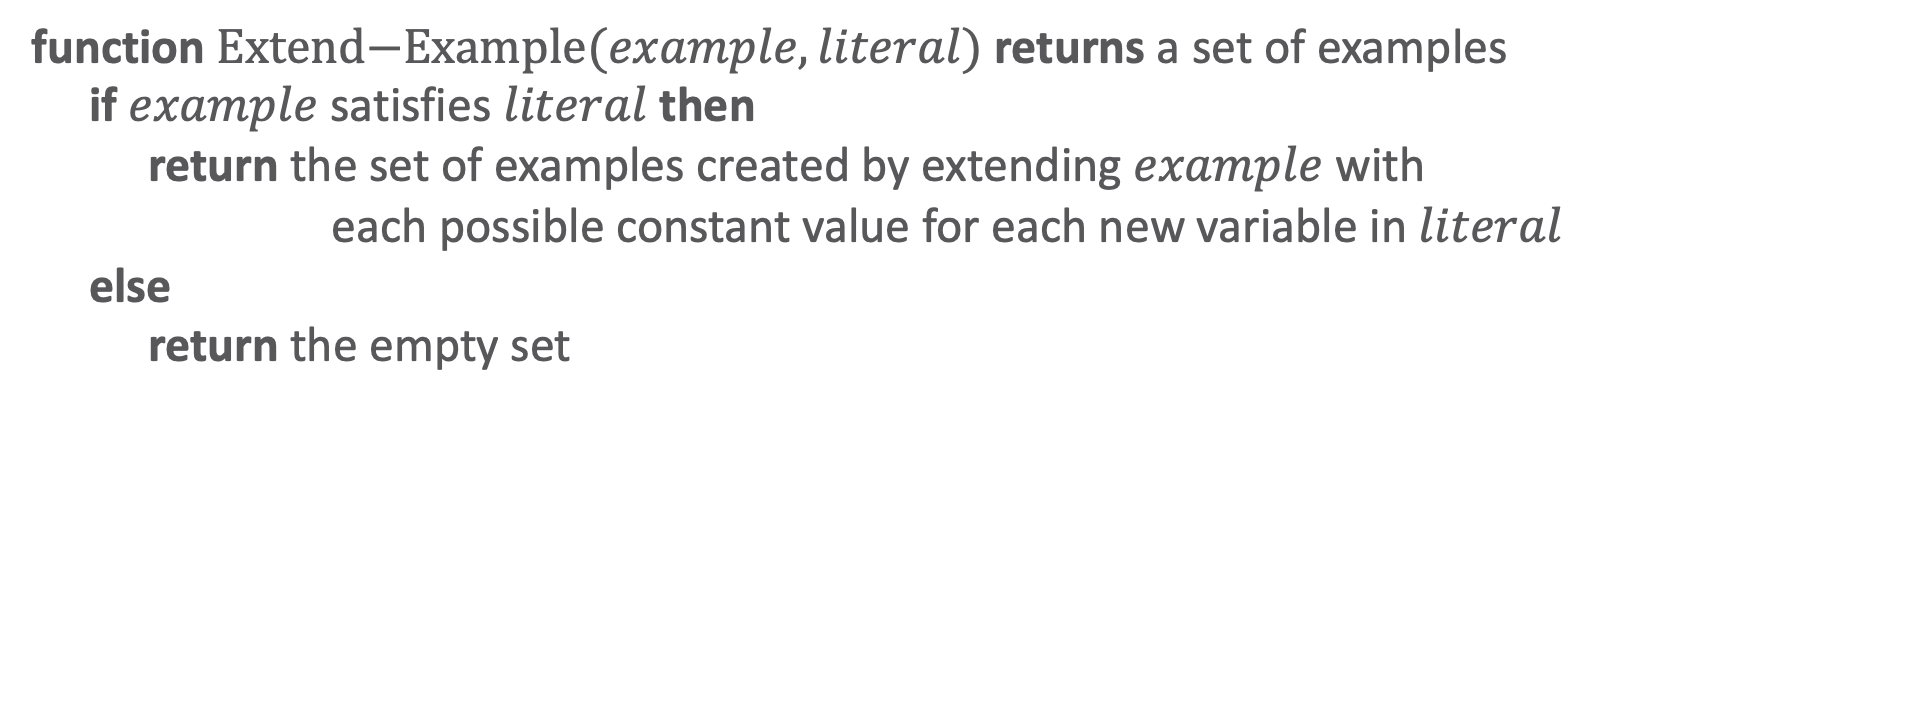 function Extend−Example(example, literal) returns a set of examples
if example satisfies literal then
return the set of examples created by extending example with
each possible constant value for each new variable in literal
else
return the empty set